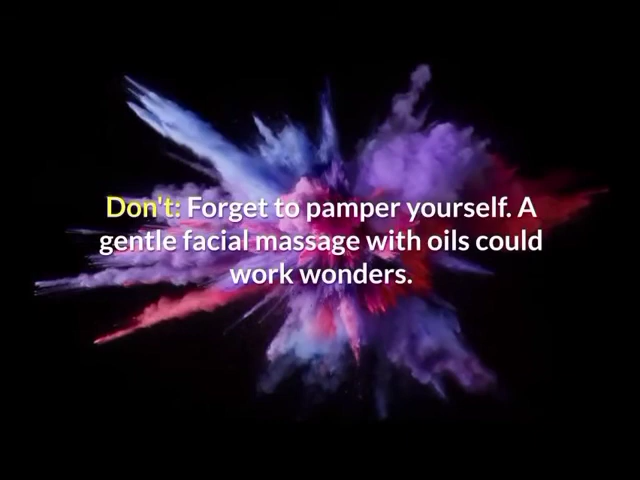 Don't: Forget to pamper yourself. A
gentle facial massage with oils could
work wonders.